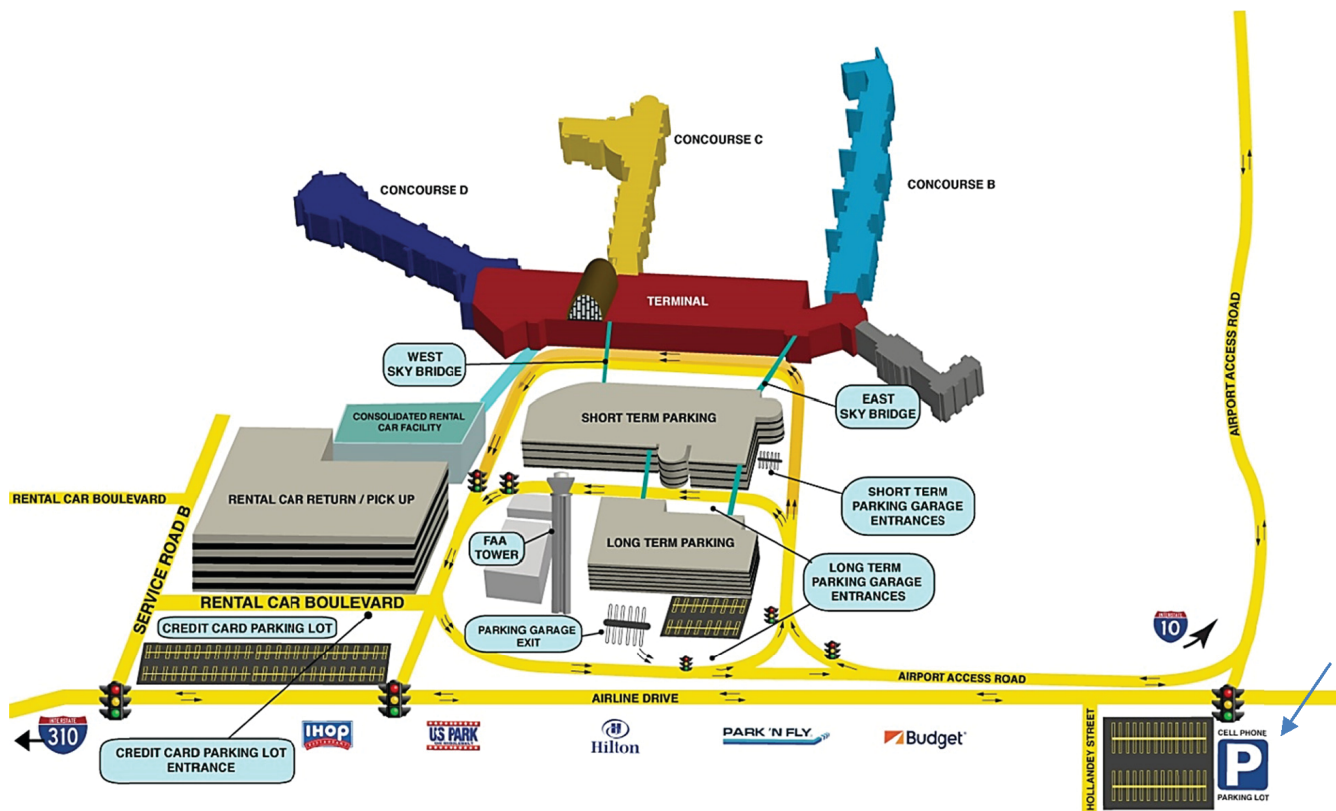 CONCOURSE C
CONCOURSE D
CONCOURSE B
TERMINAL
WEST
SKY BRIDGE
EAST
SKY BRIDGE
AIRPORT ACCESS ROAD
CONSOLIDATED RENTAL
CAR FACILITY
SHORT TERM PARKING
RENTAL CAR BOULEVARD
RENTAL CAR RETURN / PICK UP
SHORT TERM
PARKING GARAGE
ENTRANCES
FAA
TOWER
LONG TERM PARKING
LONG TERM
PARKING GARAGE
ENTRANCES
SERVICE ROAD B
RENTAL CAR BOULEVARD
CREDIT CARD PARKING LOT
PARKING GARAGE
EXIT
INTERSTATE
10
AIRPORT ACCESS ROAD
AIRLINE DRIVE
INTERSTATE
310
IHOP
RESTAURANT
US PARK
Hilton
PARK 'N FLY
Budget
CREDIT CARD PARKING LOT
ENTRANCE
HOLLANDEY STREET
CELL PHONE
P
PARKING LOT